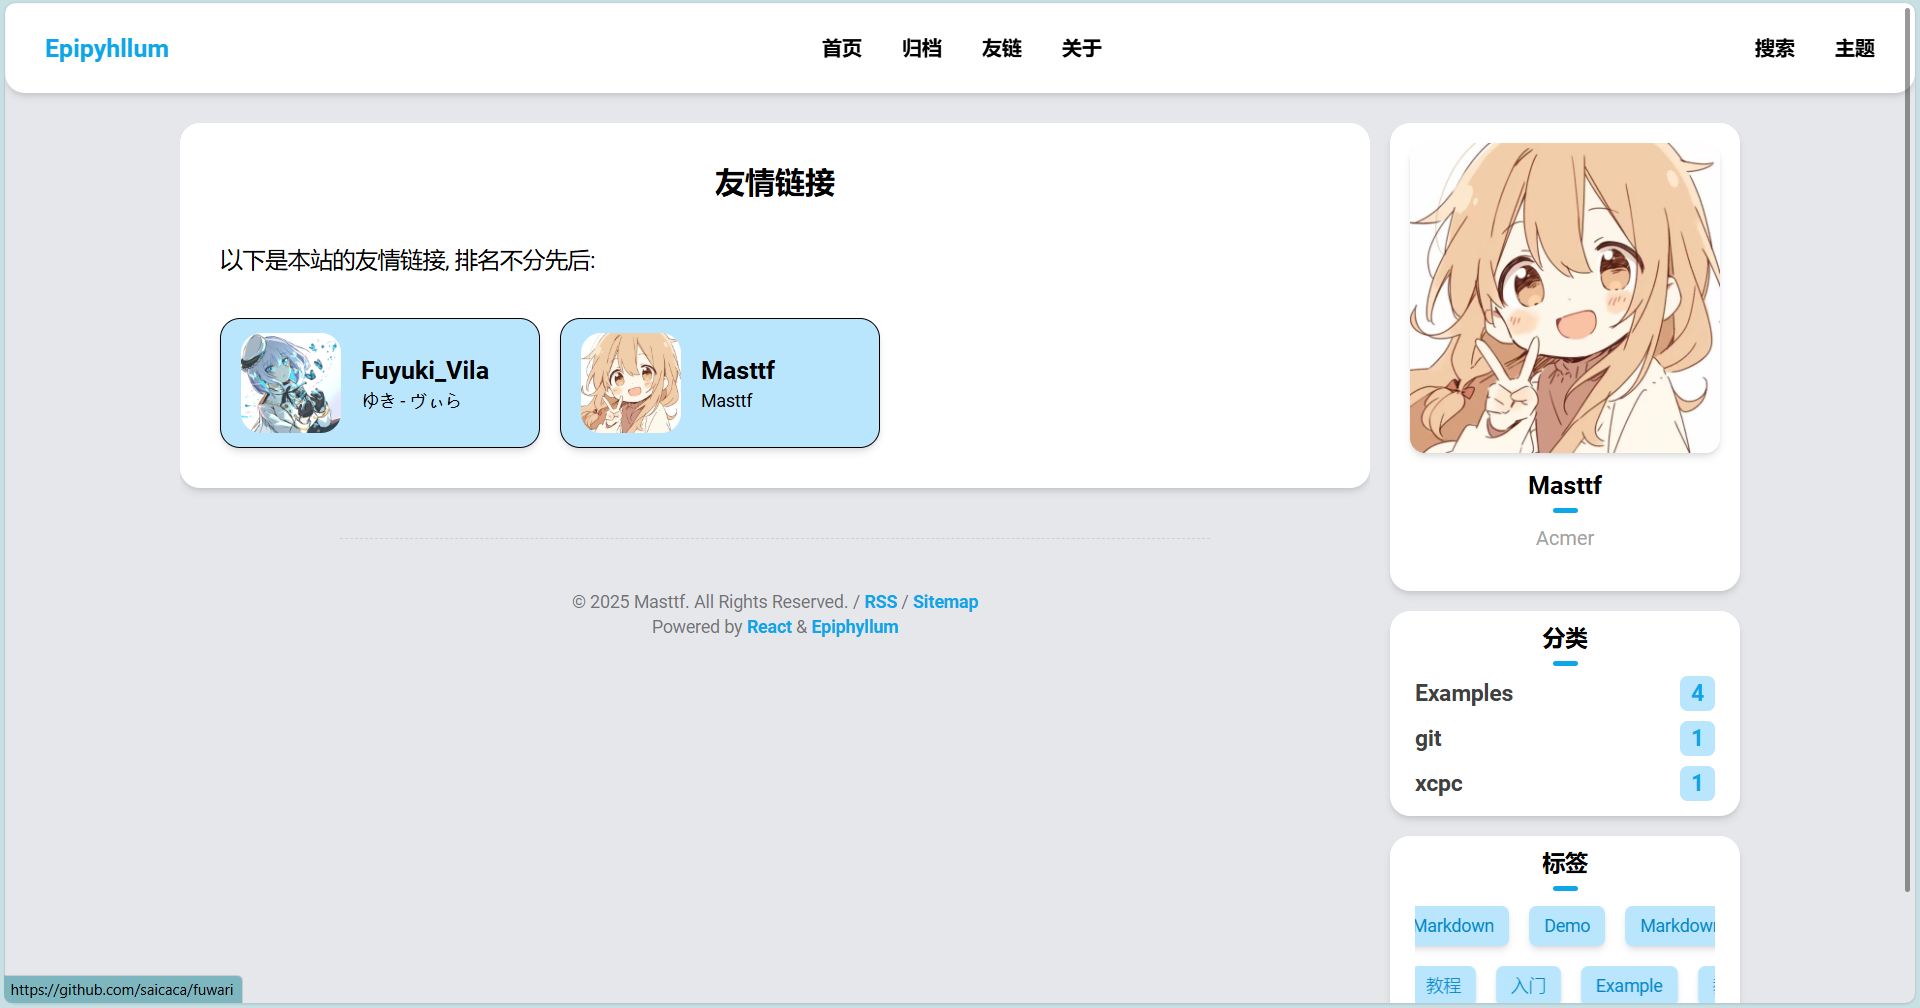 Epipyhllum
首页 归档 友链 关于
搜索 主题
友情链接
以下是本站的友情链接, 排名不分先后:
Fuyuki_Vila
ゆき - ヴぃら
Masttf
Masttf
© 2025 Masttf. All Rights Reserved. / RSS / Sitemap
Powered by React & Epiphyllum
Masttf
Acmer
分类
Examples 4
git 1
xcpc 1
标签
Markdown Demo Markdown
教程 入门 Example
https://github.com/saicaca/fuwari